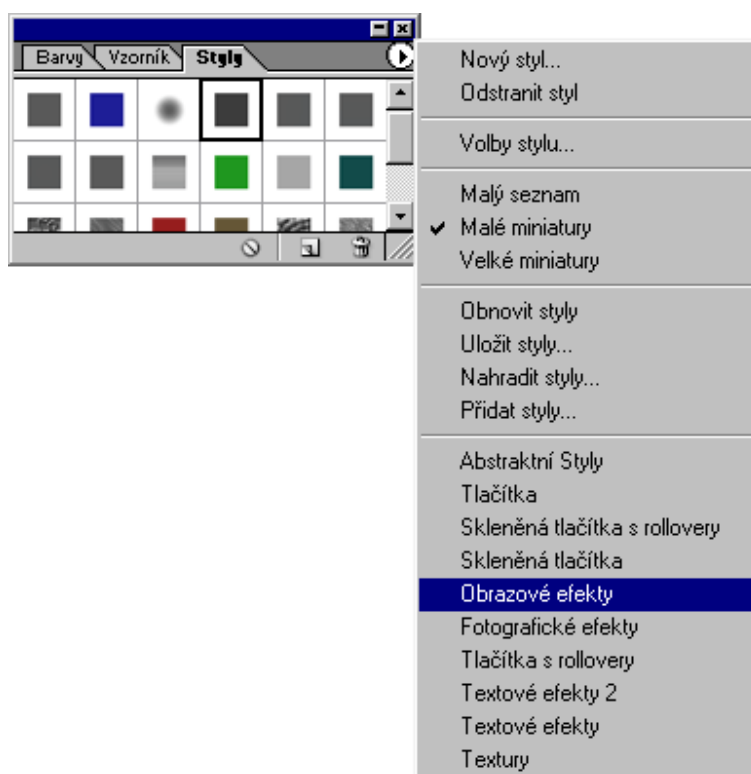 Barvy Vzorník Styly
Nový styl...
Odstranit styl
Volby stylu...
Malý seznam
Malé miniatury
Velké miniatury
Obnovit styly
Uložit styly...
Nahradit styly...
Přidat styly...
Abstraktní Styly
Tlačítka
Skleněná tlačítka s rollovery
Skleněná tlačítka
Obrazové efekty
Fotografické efekty
Tlačítka s rollovery
Textové efekty 2
Textové efekty
Textury